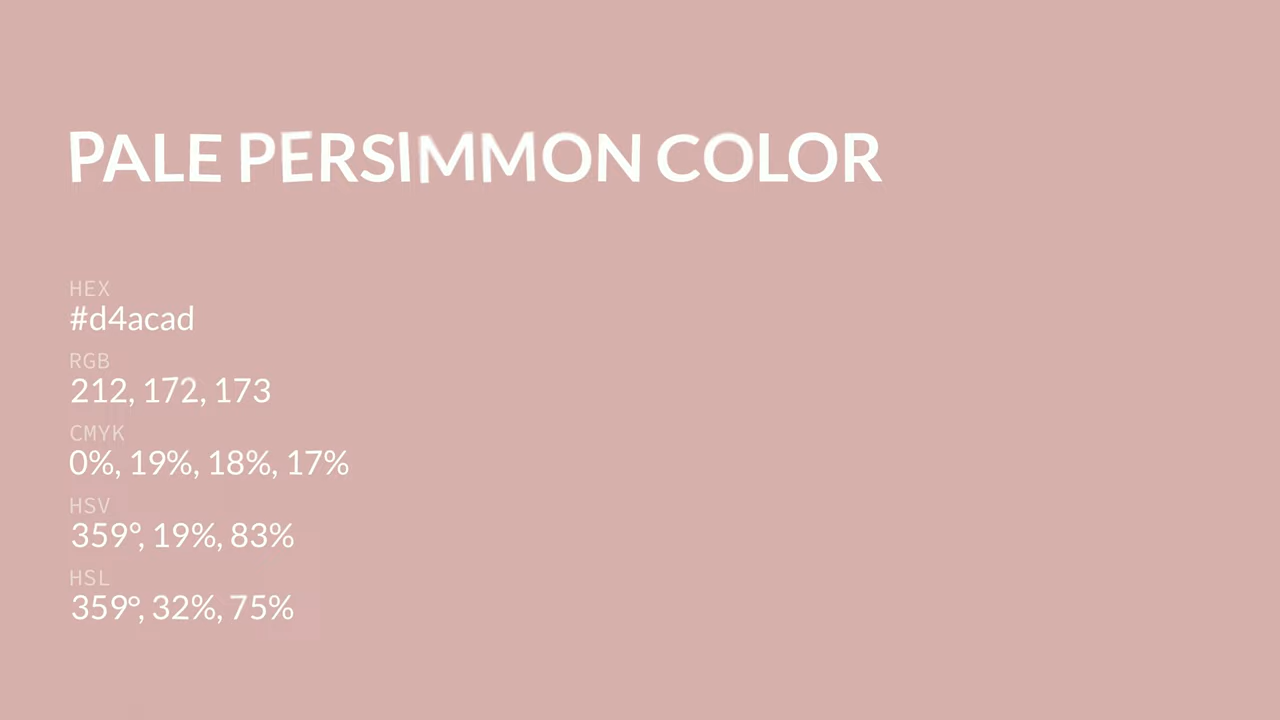 PALE PERSIMMON COLOR
HEX
#d4acad
RGB
212, 172, 173
CMYK
0%, 19%, 18%, 17%
HSV
359°, 19%, 83%
HSL
359°, 32%, 75%